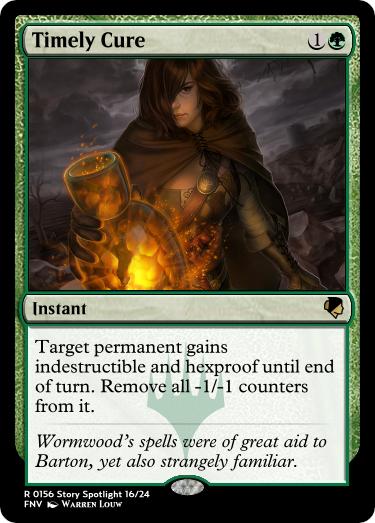 Timely Cure 1
Instant
Target permanent gains
indestructible and hexproof until end
of turn. Remove all -1/-1 counters
from it.
Wormwood's spells were of great aid to
Barton, yet also strangely familiar.
R 0156 Story Spotlight 16/24
FNV Warren Louw